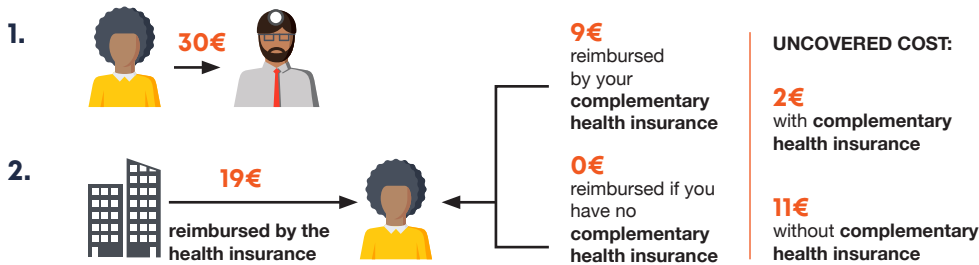 1.
30€
2.
19€
reimbursed by the
health insurance
9€
reimbursed
by your
complementary
health insurance
0€
reimbursed if you
have no
complementary
health insurance
UNCOVERED COST:
2€
with complementary
health insurance
11€
without complementary
health insurance